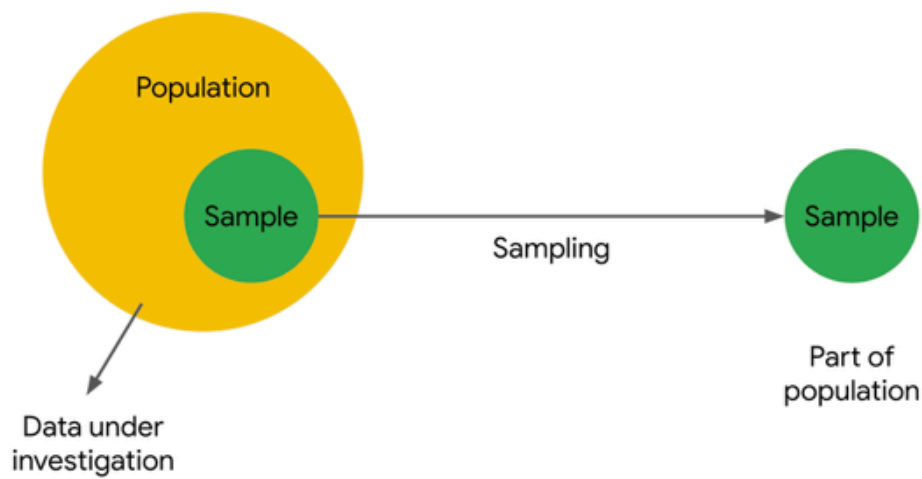 Population
Sample
Sampling
Sample
Part of
population
Data under
investigation